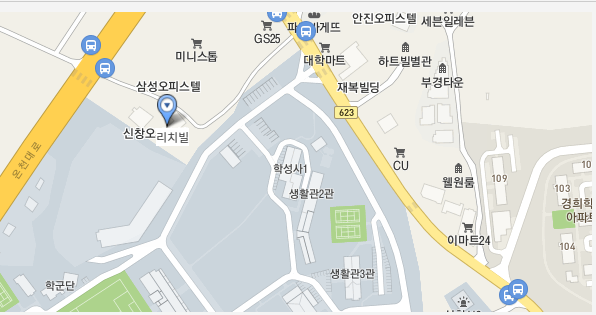 안진오피스텔
세븐일레븐
GS25
미니스톱
대학마트
하트빌별관
부경타운
삼성오피스텔
재복빌딩
623
신창오
리치빌
온천대로
학성사1
CU
웰원룸
109
생활관2관
103
경희학
아파트
이마트24
104
생활관3관
학군단